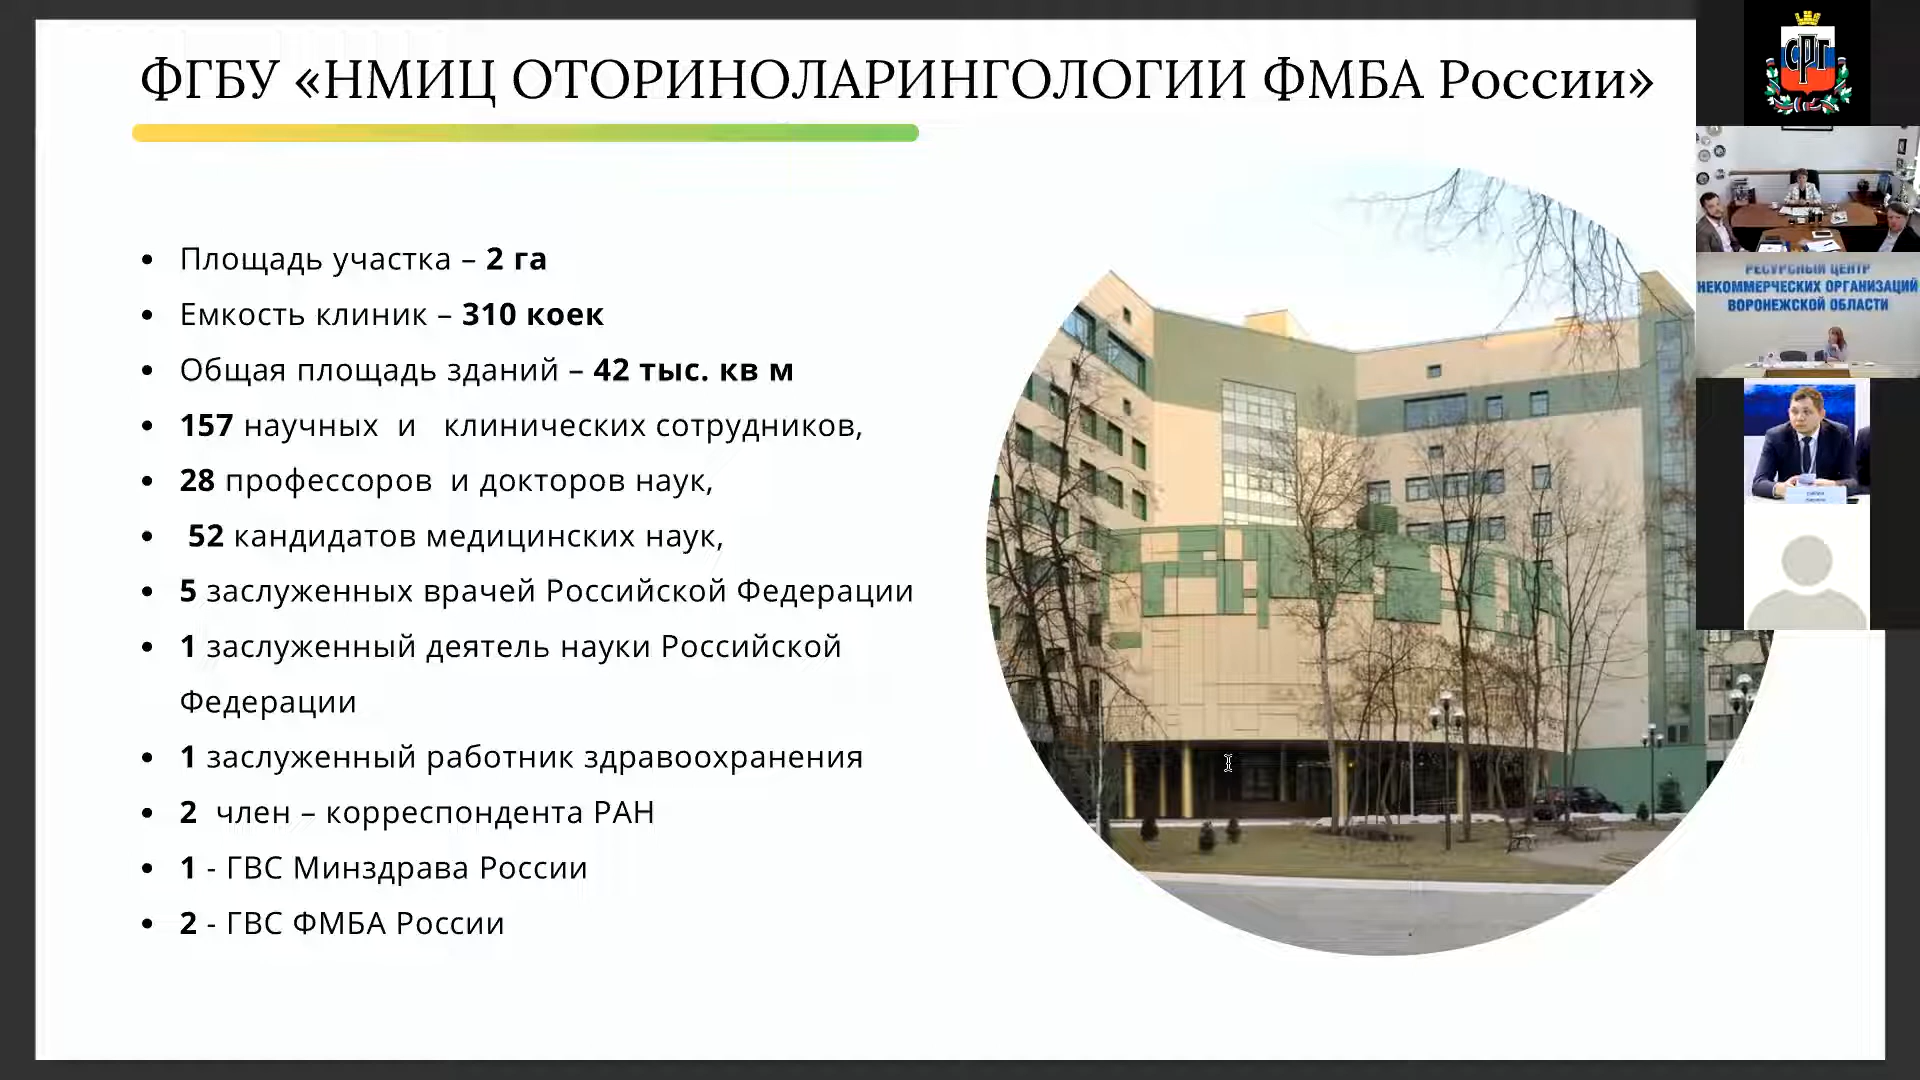 ФГБУ «НМИЦ ОТОРИНОЛАРИНГОЛОГИИ ФМБА России»
• Площадь участка – 2 га
• Емкость клиник – 310 коек
• Общая площадь зданий – 42 тыс. кв м
• 157 научных и клинических сотрудников,
• 28 профессоров и докторов наук,
• 52 кандидатов медицинских наук,
• 5 заслуженных врачей Российской Федерации
• 1 заслуженный деятель науки Российской
Федерации
• 1 заслуженный работник здравоохранения
• 2 член – корреспондента РАН
• 1 - ГВС Минздрава России
• 2 - ГВС ФМБА России
СРГ
РЕСУРСНЫЙ ЦЕНТР
НЕКОММЕРЧЕСКИХ ОРГАНИЗАЦИЙ
ВОРОНЕЖСКОЙ ОБЛАСТИ